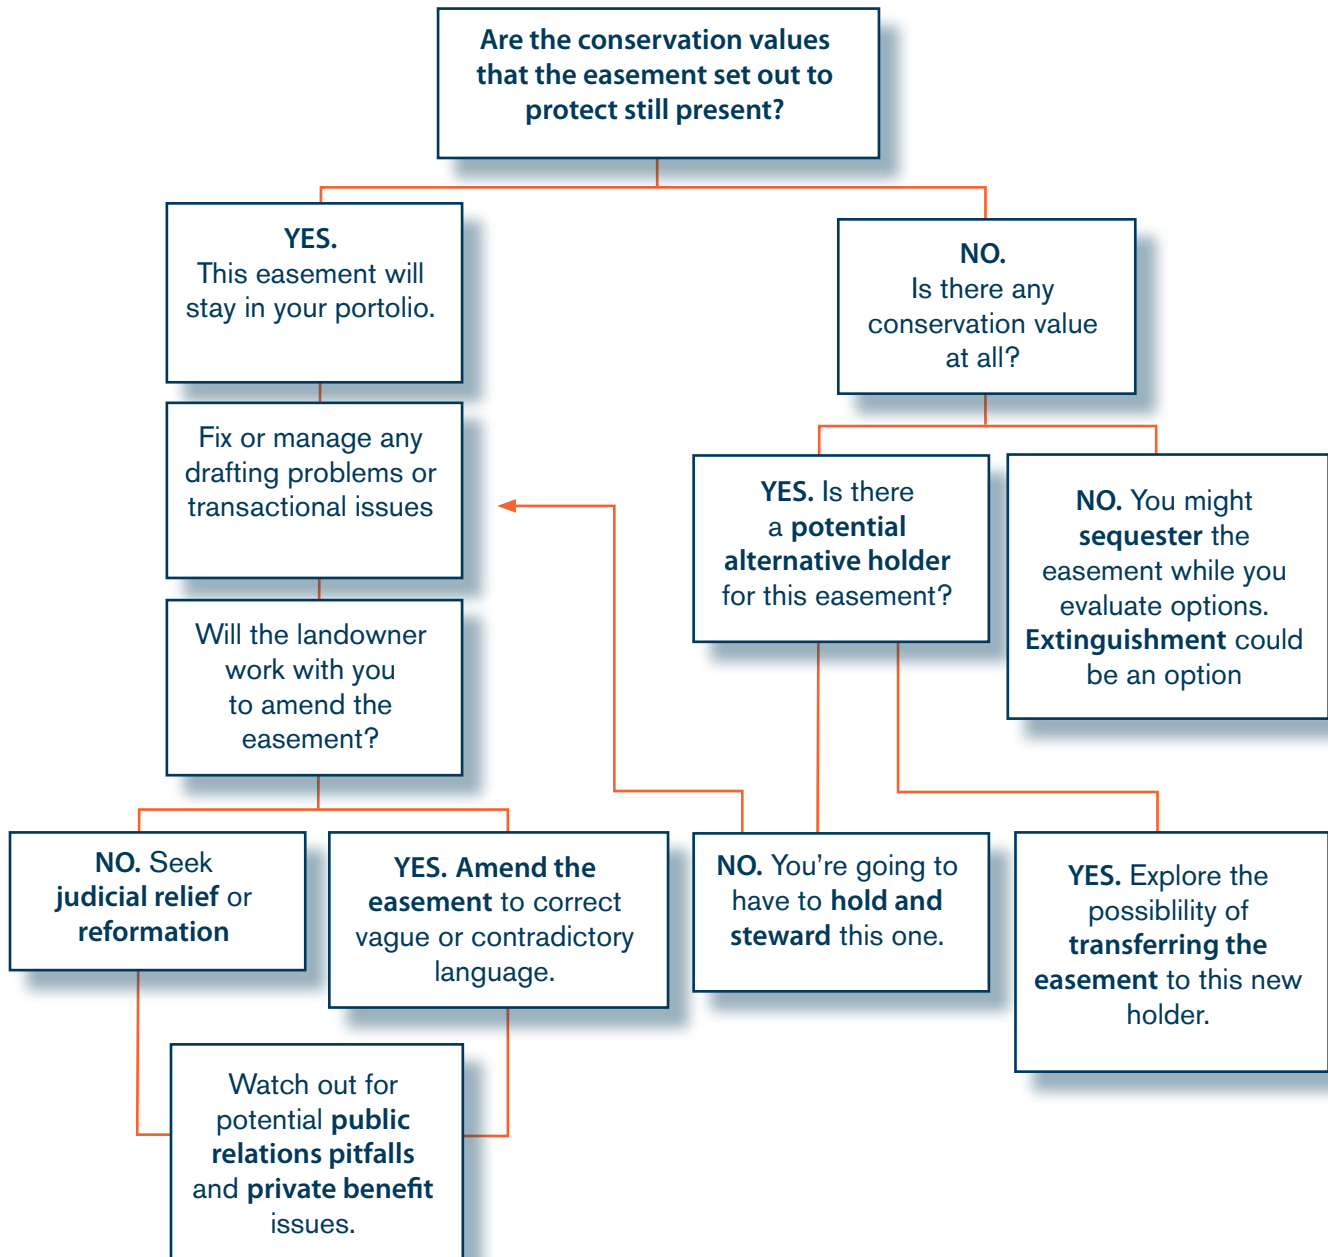 Are the conservation values
that the easement set out to
protect still present?
YES.
This easement will
stay in your portolio.
NO.
Is there any
conservation value
at all?
Fix or manage any
drafting problems or
transactional issues
YES. Is there
a potential
alternative holder
for this easement?
NO. You might
sequester the
easement while you
evaluate options.
Extinguishment could
be an option
Will the landowner
work with you
to amend the
easement?
NO. Seek
judicial relief or
reformation
YES. Amend the
easement to correct
vague or contradictory
language.
NO. You’re going to
have to hold and
steward this one.
YES. Explore the
possiblility of
transferring the
easement to this new
holder.
Watch out for
potential public
relations pitfalls
and private benefit
issues.